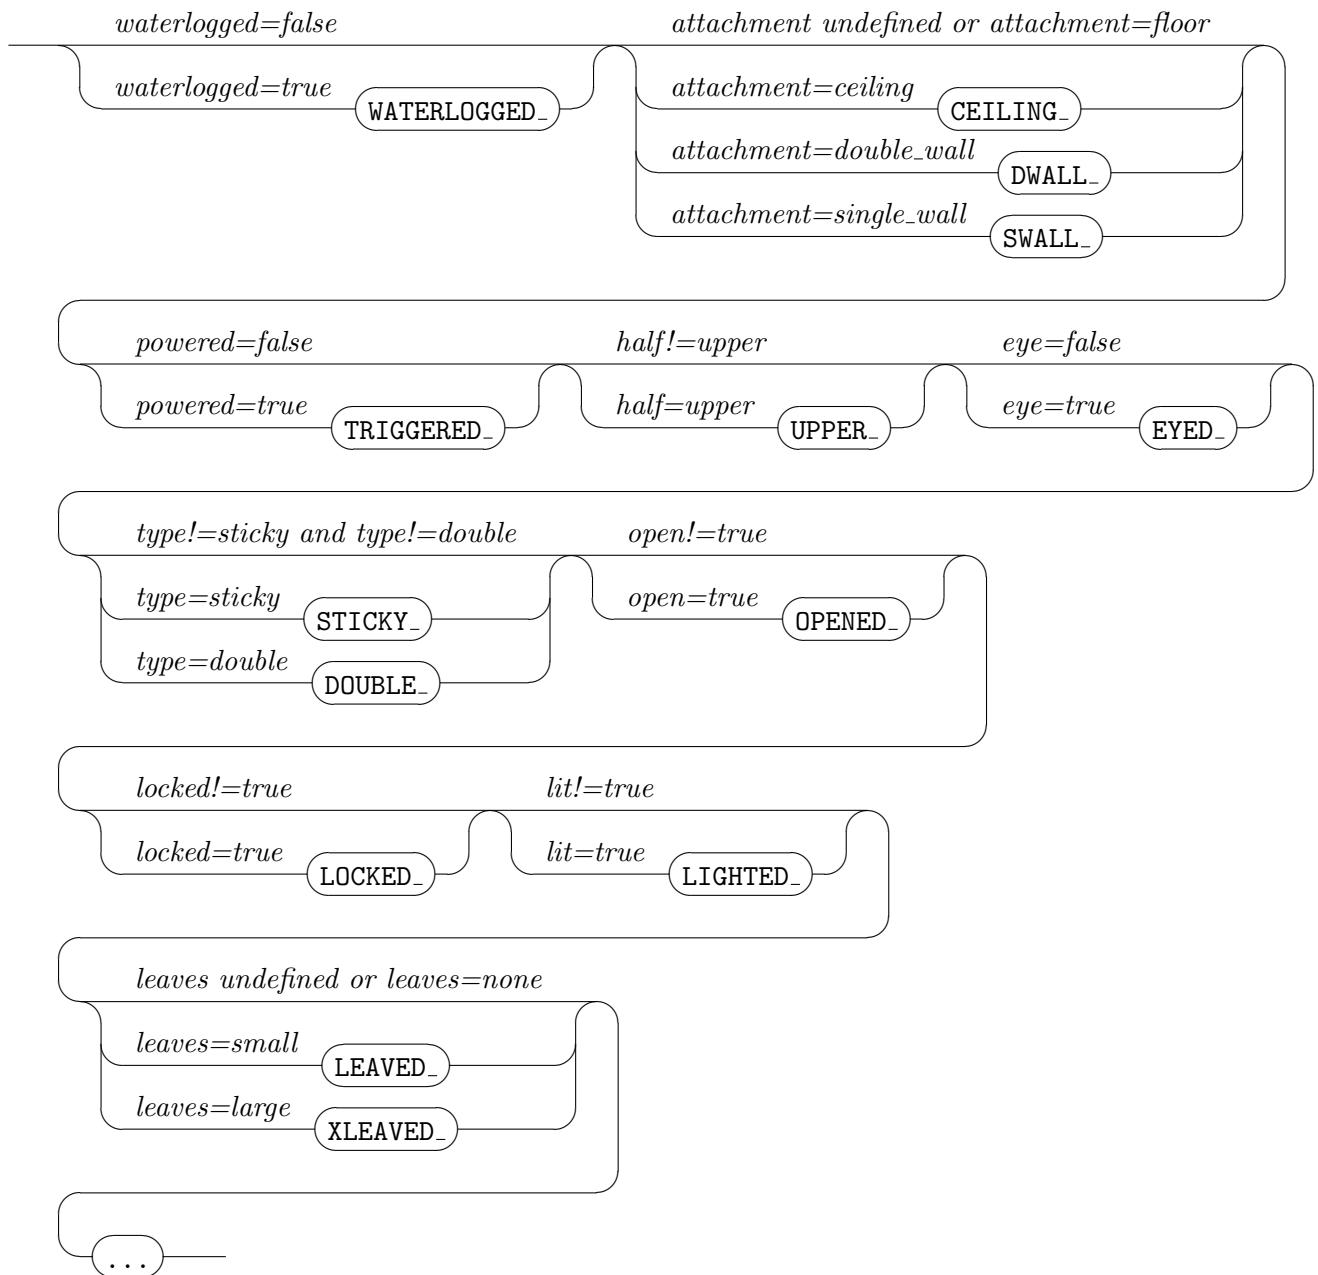 waterlogged=false attachment undefined or attachment=floor
waterlogged=true WATERLOGGED_ attachment=ceiling CEILING_
attachment=double_wall DWALL_
attachment=single_wall SWALL_
powered=false half!=upper eye=false
powered=true TRIGGERED_ half=upper UPPER_ eye=true EYED_
type!=sticky and type!=double open!=true
type=sticky STICKY_ open=true OPENED_
type=double DOUBLE_
locked!=true lit!=true
locked=true LOCKED_ lit=true LIGHTED_
leaves undefined or leaves=none
leaves=small LEAVED_
leaves=large XLEAVED_
...